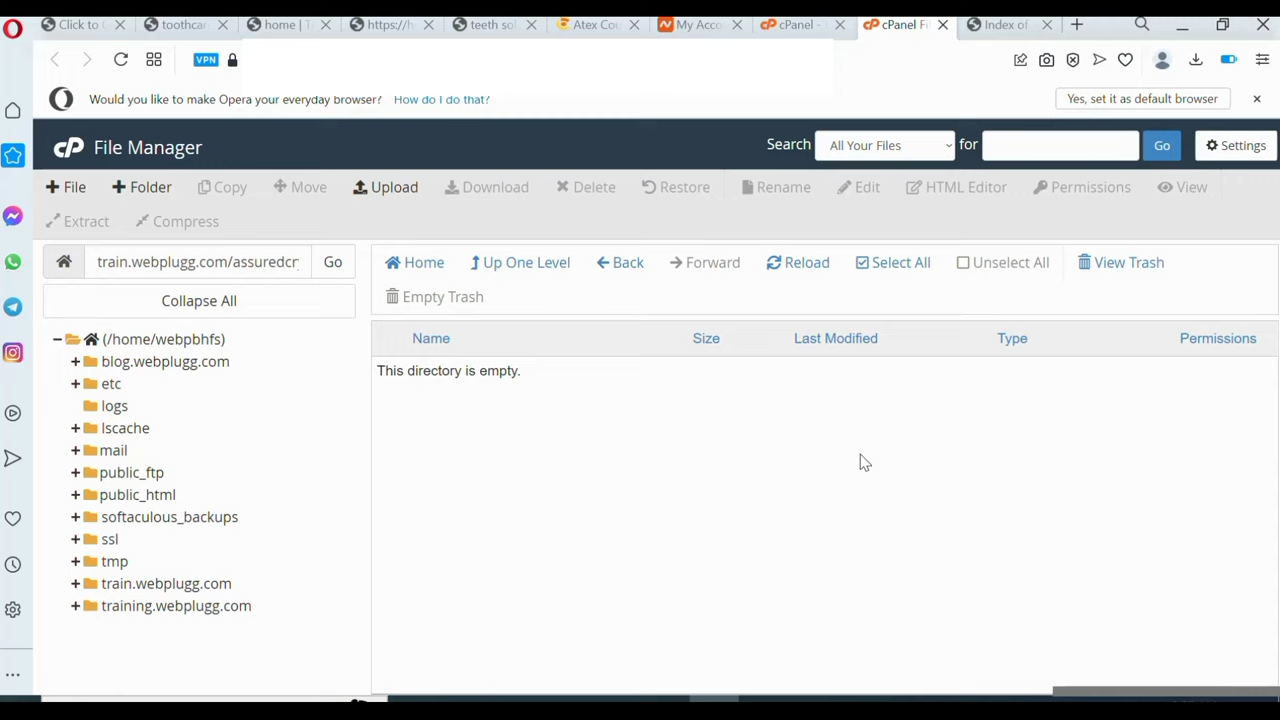 Click to
toothcar
home | T
https://h
teeth sol
Atex Cou
My Acco
cPanel -
cPanel Fi
Index of
VPN
Would you like to make Opera your everyday browser? How do I do that?
Yes, set it as default browser
cP File Manager
Search All Your Files for Go Settings
File Folder Copy Move Upload Download Delete Restore Rename Edit HTML Editor Permissions View
Extract Compress
train.webplugg.com/assuredcry Go
Home Up One Level Back Forward Reload Select All Unselect All View Trash
Empty Trash
Collapse All
Name Size Last Modified Type Permissions
This directory is empty.
(/home/webpbhfs)
blog.webplugg.com
etc
logs
lscache
mail
public_ftp
public_html
softaculous_backups
ssl
tmp
train.webplugg.com
training.webplugg.com